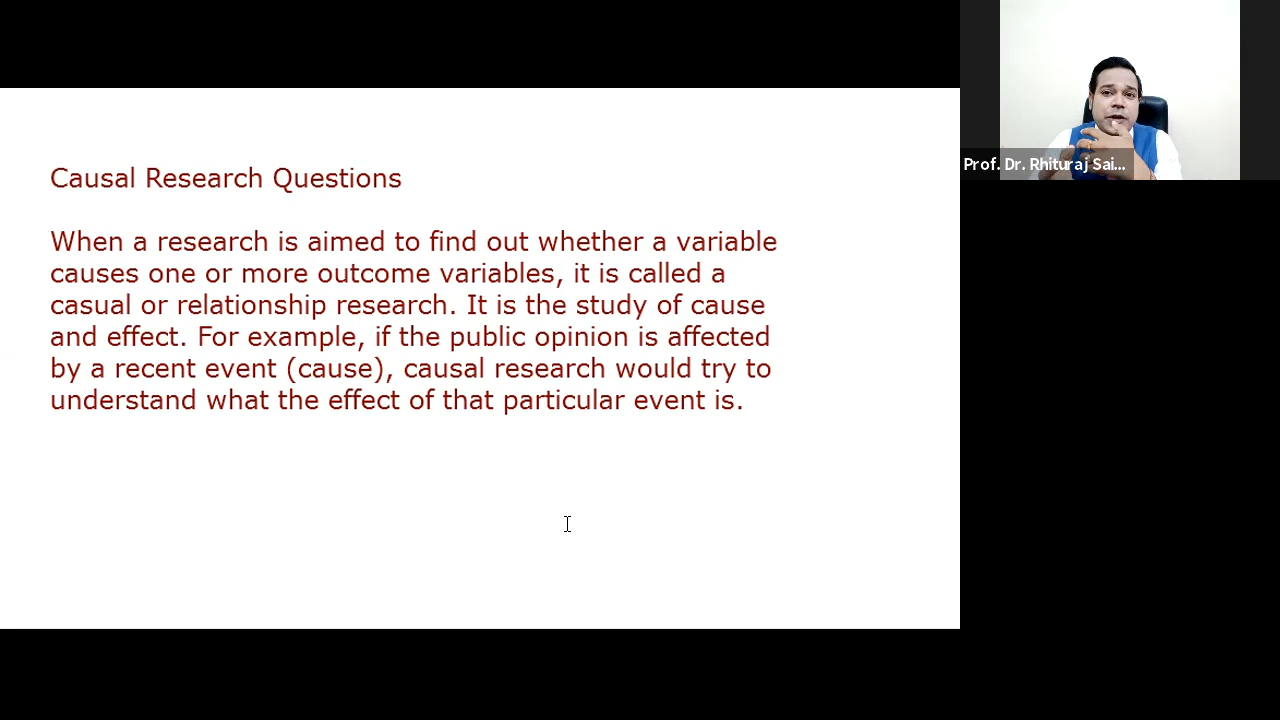 Causal Research Questions
When a research is aimed to find out whether a variable
causes one or more outcome variables, it is called a
casual or relationship research. It is the study of cause
and effect. For example, if the public opinion is affected
by a recent event (cause), causal research would try to
understand what the effect of that particular event is.
Prof. Dr. Rhituraj Sai...